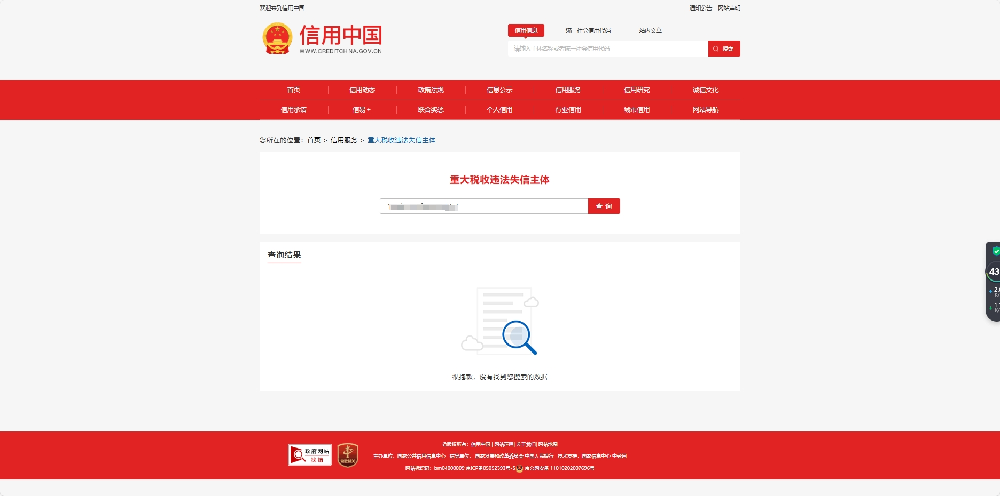 欢迎来到信用中国
通知公告 网站声明
信用中国
WWW.CREDITCHINA.GOV.CN
信用信息 统一社会信用代码 站内文章
请输入主体名称或者统一社会信用代码
搜索
首页 信用动态 政策法规 信息公示 信用服务 信用研究 诚信文化
信用承诺 信易+ 联合奖惩 个人信用 行业信用 城市信用 网站导航
您所在的位置：首页 > 信用服务 > 重大税收违法失信主体
重大税收违法失信主体
查 询
查询结果
很抱歉，没有找到您搜索的数据
43
©版权所有：信用中国 | 网站声明| 关于我们| 网站地图
政府网站
找错
党政机关
主办单位：国家公共信用信息中心 指导单位：国家发展和改革委员会 中国人民银行 技术支持：国家信息中心 中经网
网站标识码：bm04000009 京ICP备05052393号-5 京公网安备 11010202007696号